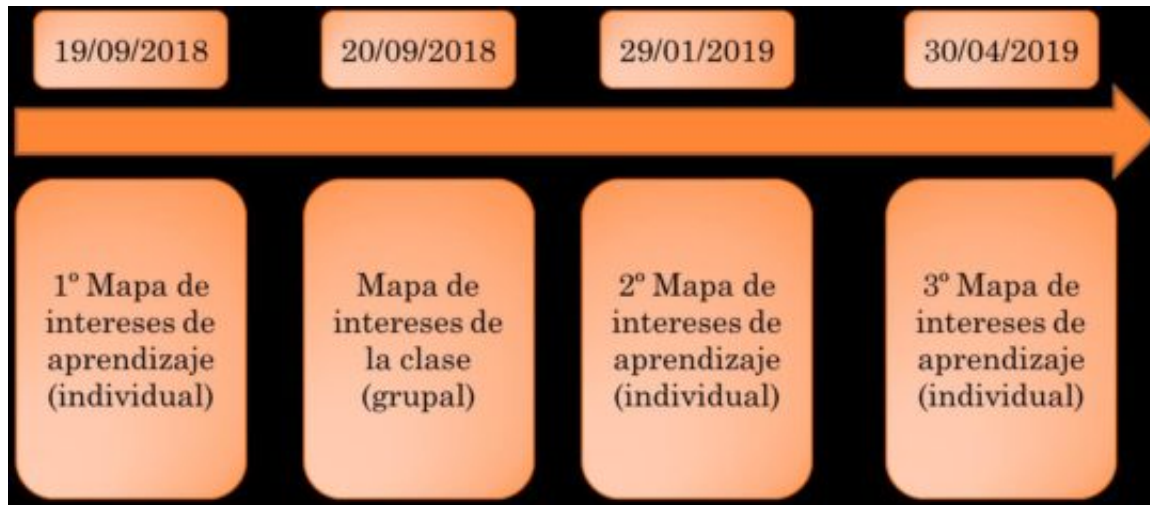 19/09/2018
20/09/2018
29/01/2019
30/04/2019
1º Mapa de
intereses de
aprendizaje
(individual)
Mapa de
intereses de
la clase
(grupal)
2º Mapa de
intereses de
aprendizaje
(individual)
3º Mapa de
intereses de
aprendizaje
(individual)